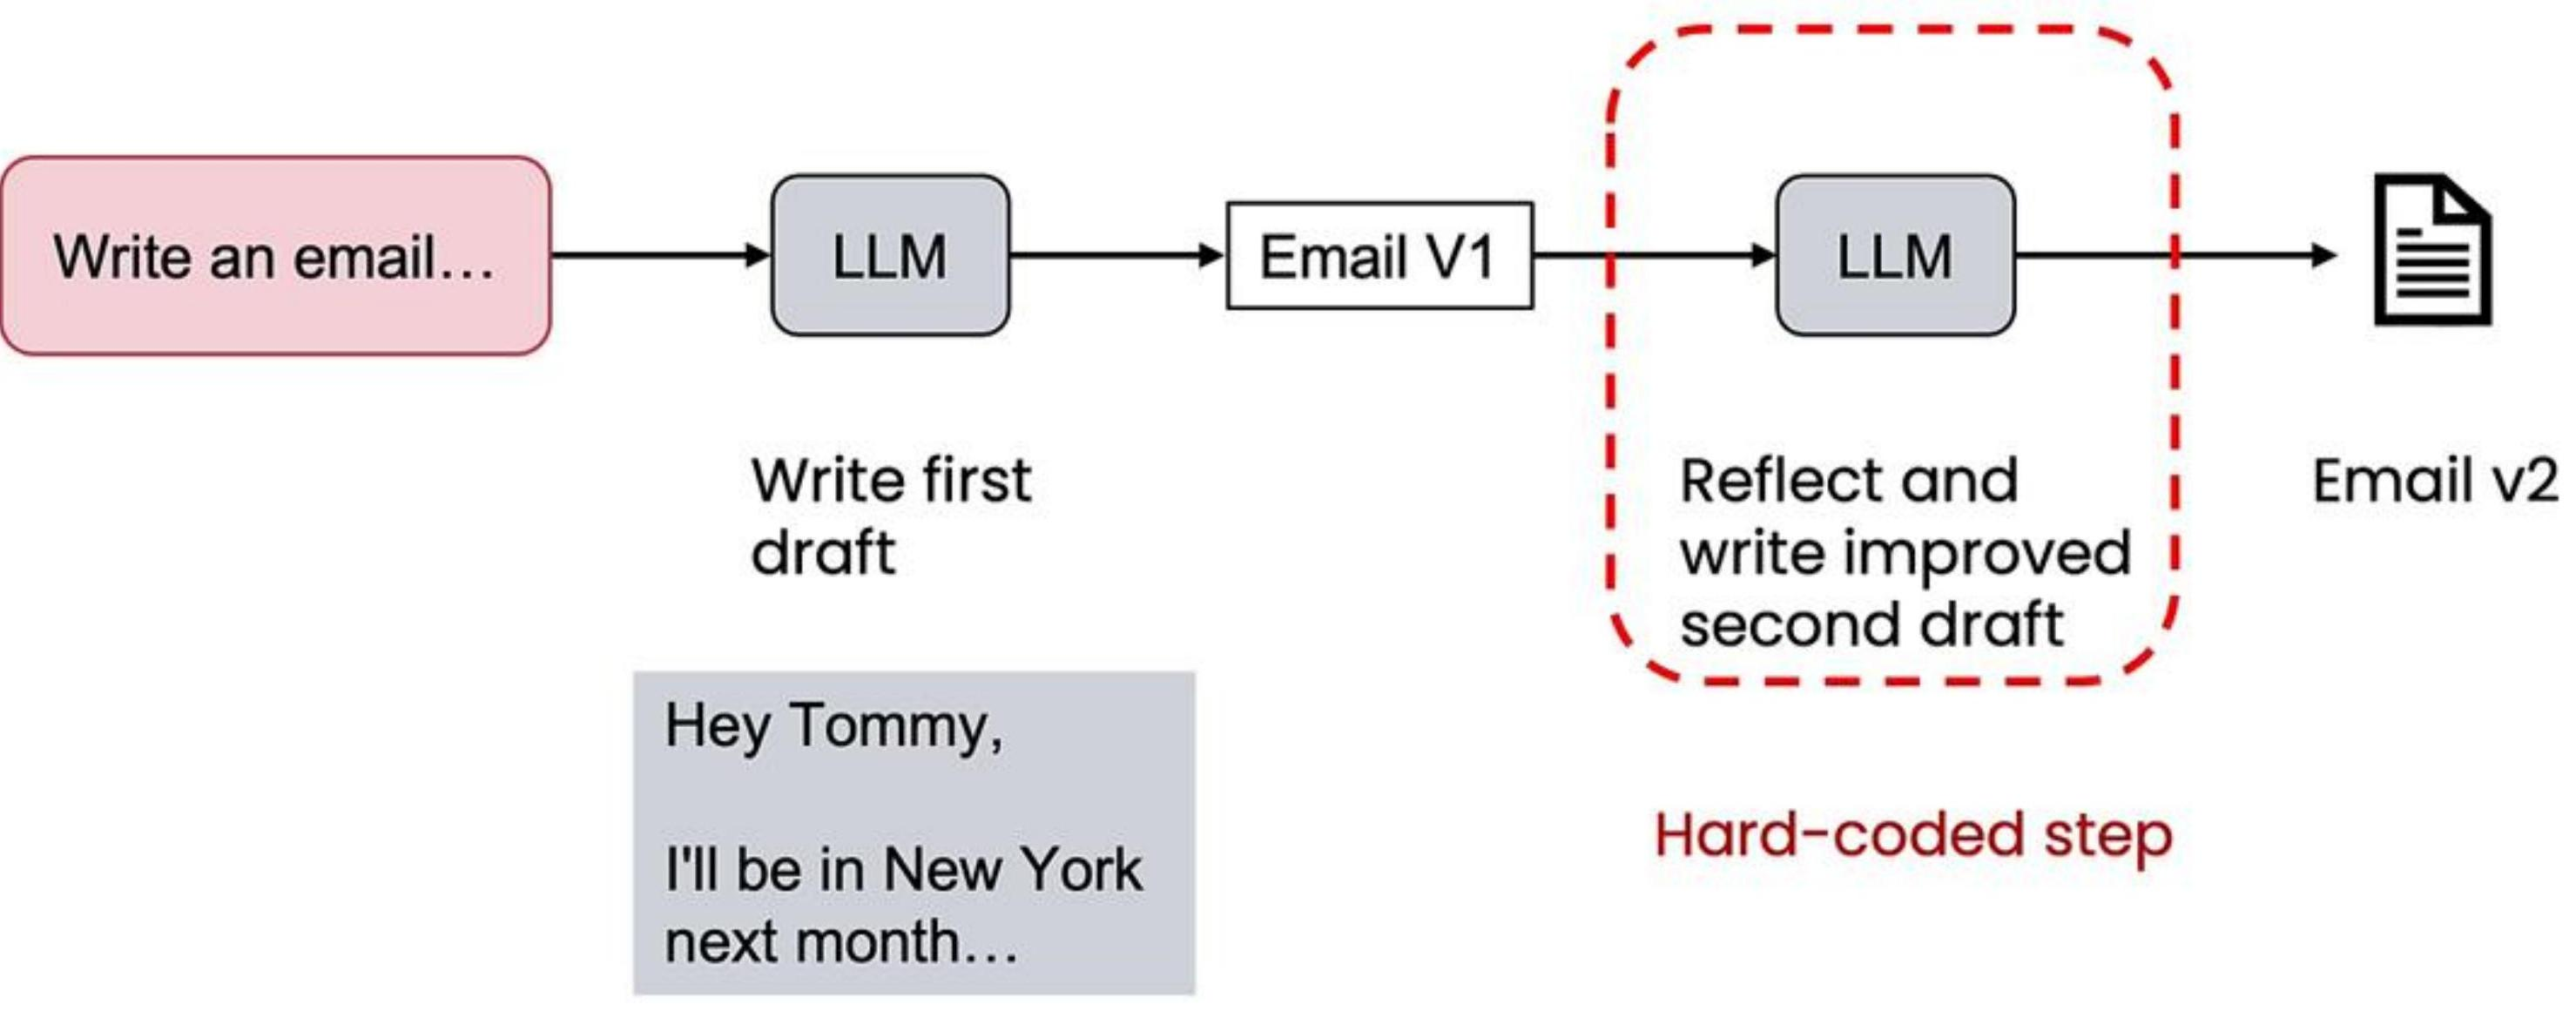 Write an email…
LLM
Email V1
LLM
Write first
draft
Reflect and
write improved
second draft
Email v2
Hey Tommy,
I'll be in New York
next month…
Hard-coded step